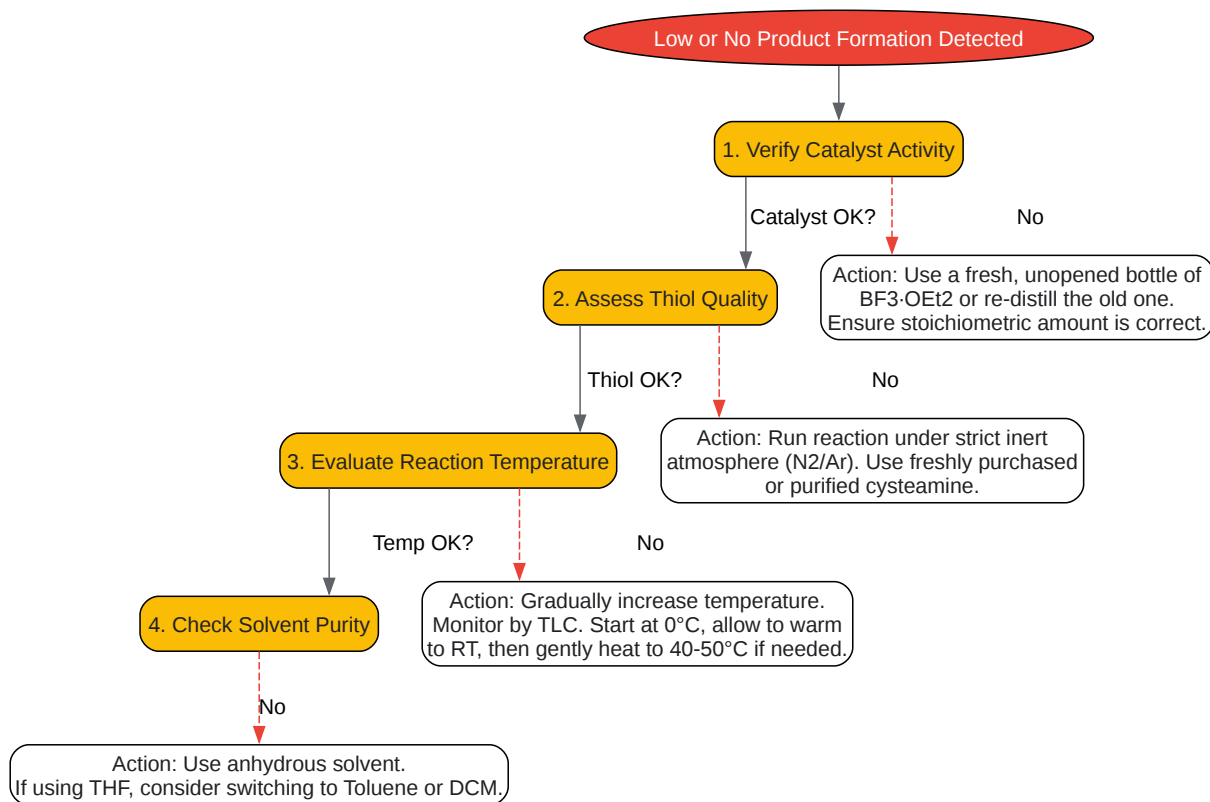 Low or No Product Formation Detected
1. Verify Catalyst Activity
Catalyst OK?
No
Action: Use a fresh, unopened bottle of
BF3·OEt2 or re-distill the old one.
Ensure stoichiometric amount is correct.
2. Assess Thiol Quality
Thiol OK?
No
Action: Run reaction under strict inert
atmosphere (N2/Ar). Use freshly purchased
or purified cysteamine.
3. Evaluate Reaction Temperature
Temp OK?
No
Action: Gradually increase temperature.
Monitor by TLC. Start at 0°C, allow to warm
to RT, then gently heat to 40-50°C if needed.
4. Check Solvent Purity
No
Action: Use anhydrous solvent.
If using THF, consider switching to Toluene or DCM.